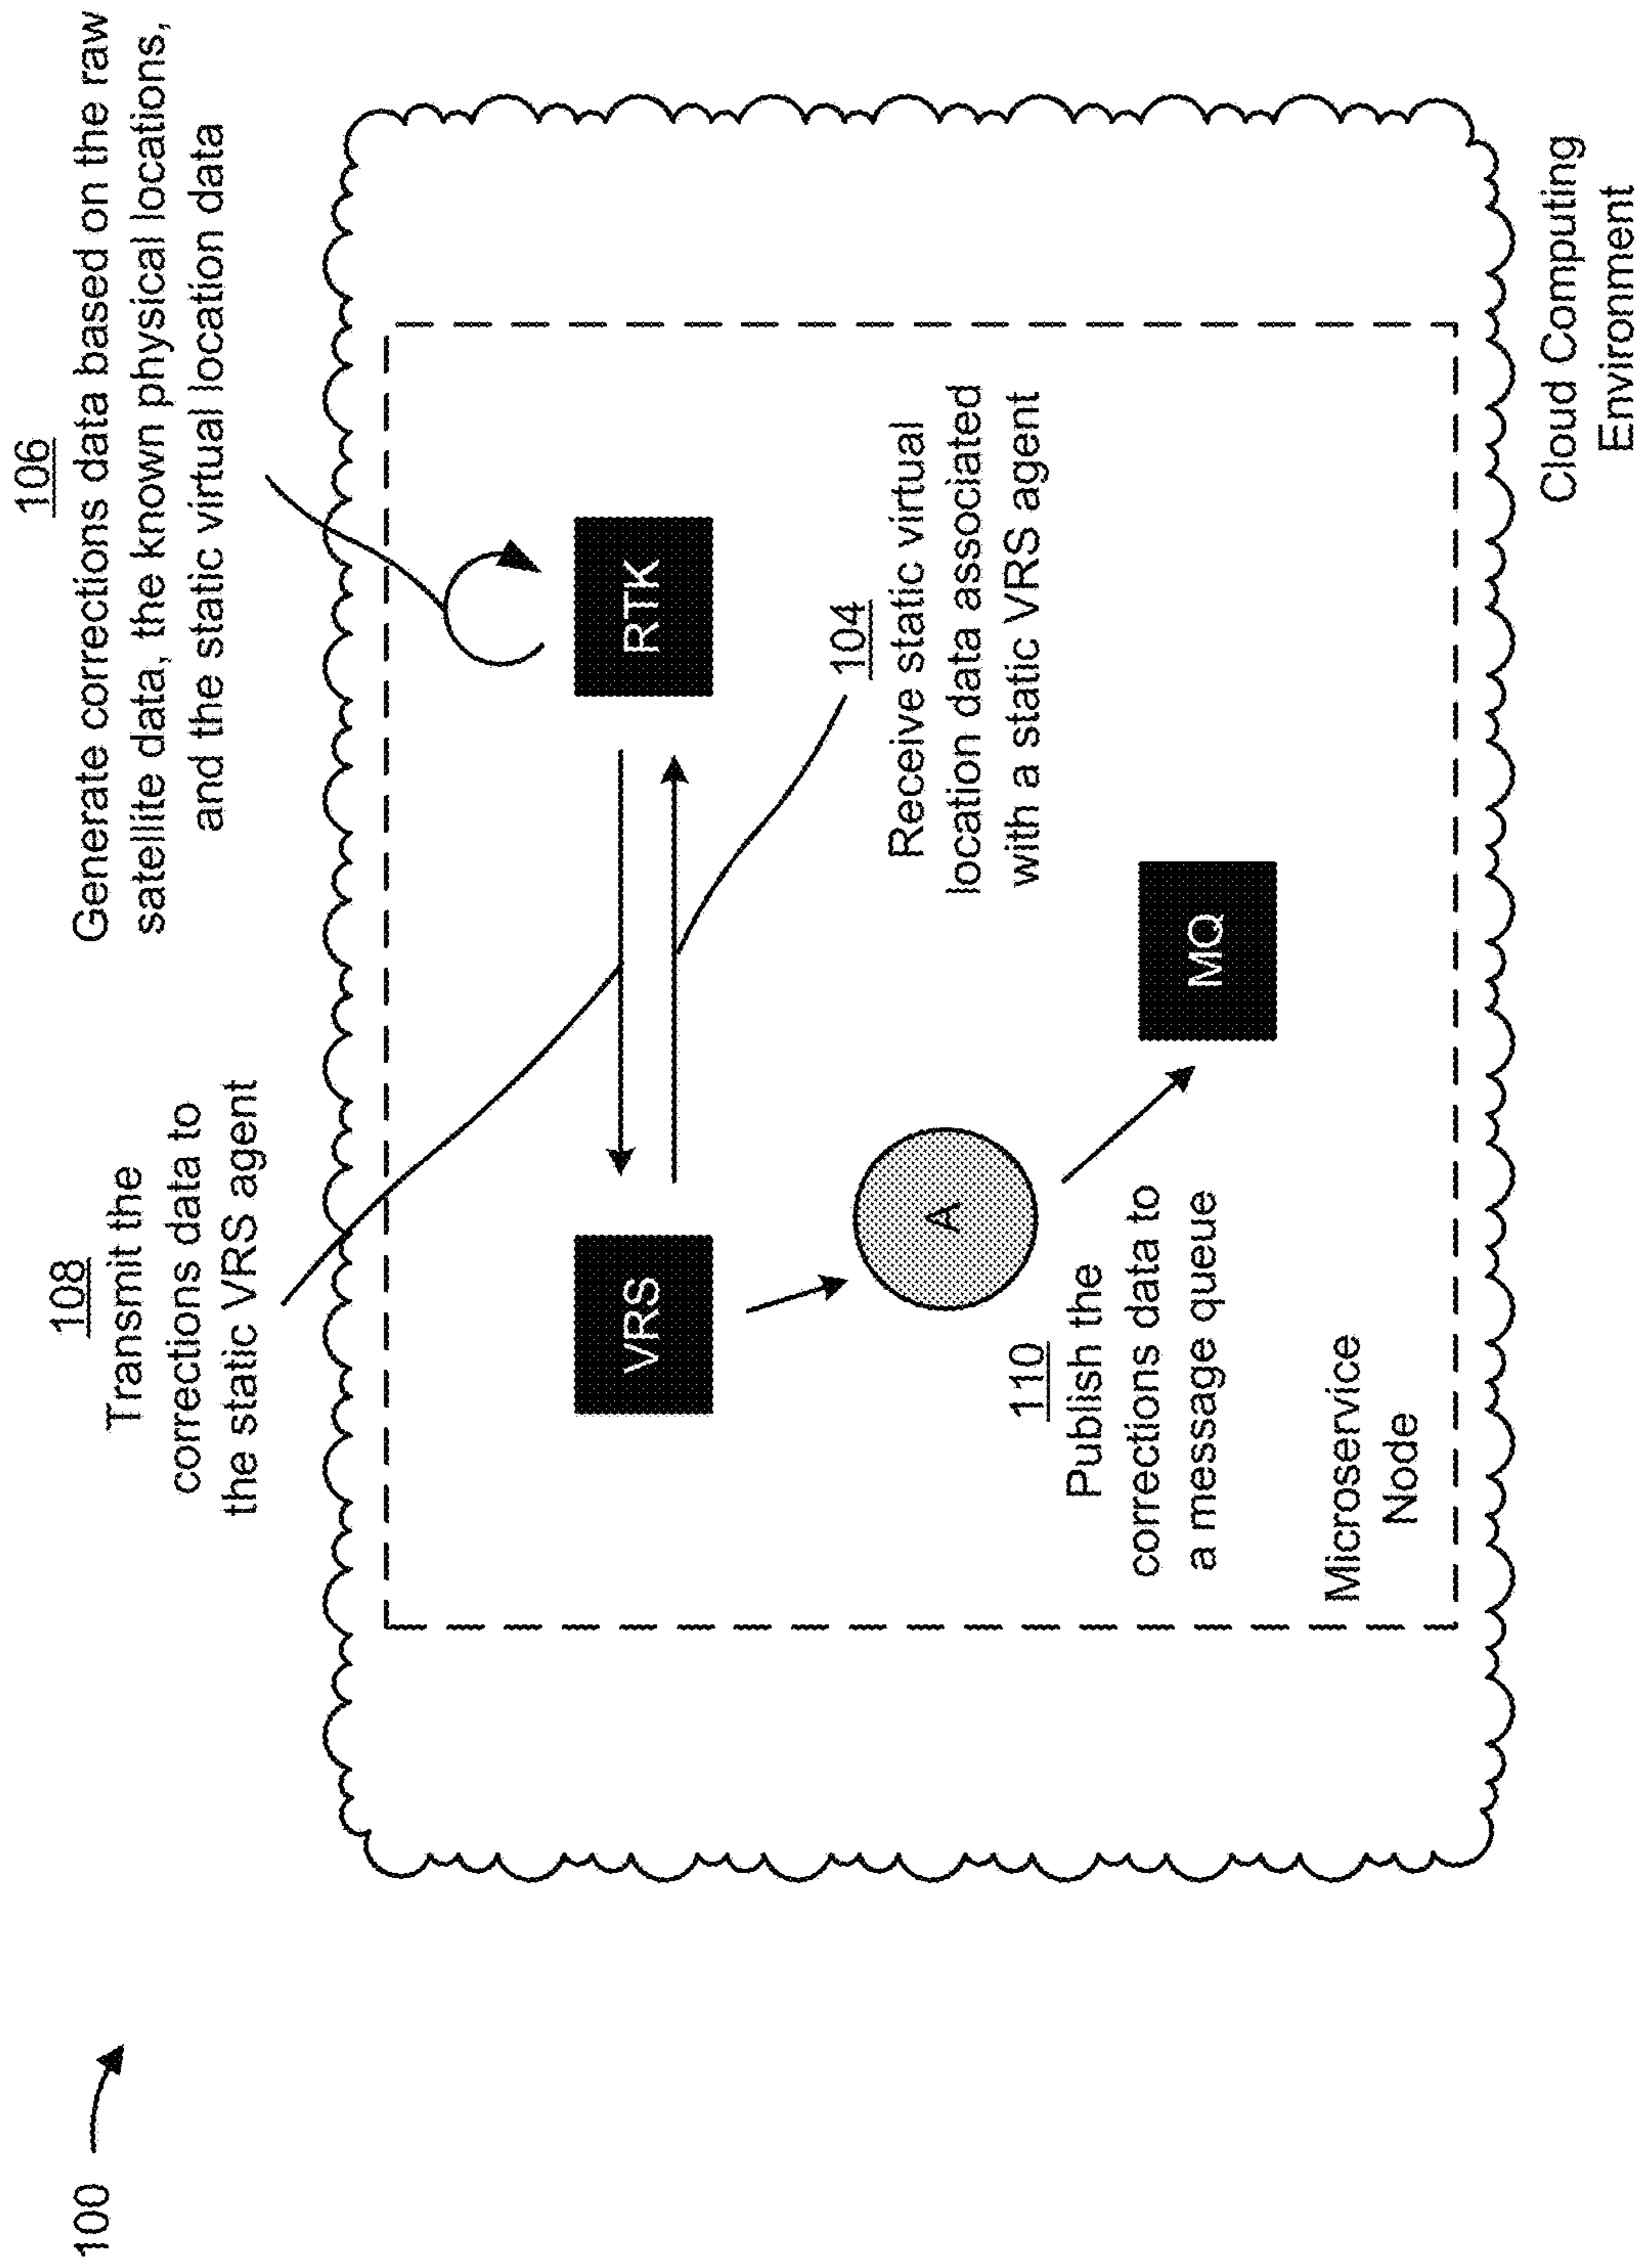 100
108
Transmit the
corrections data to
the static VRS agent
106
Generate corrections data based on the raw
satellite data, the known physical locations,
and the static virtual location data
VRS
RTK
104
Receive static virtual
location data associated
with a static VRS agent
A
110
Publish the
corrections data to
a message queue
MQ
Microservice
Node
Cloud Computing
Environment